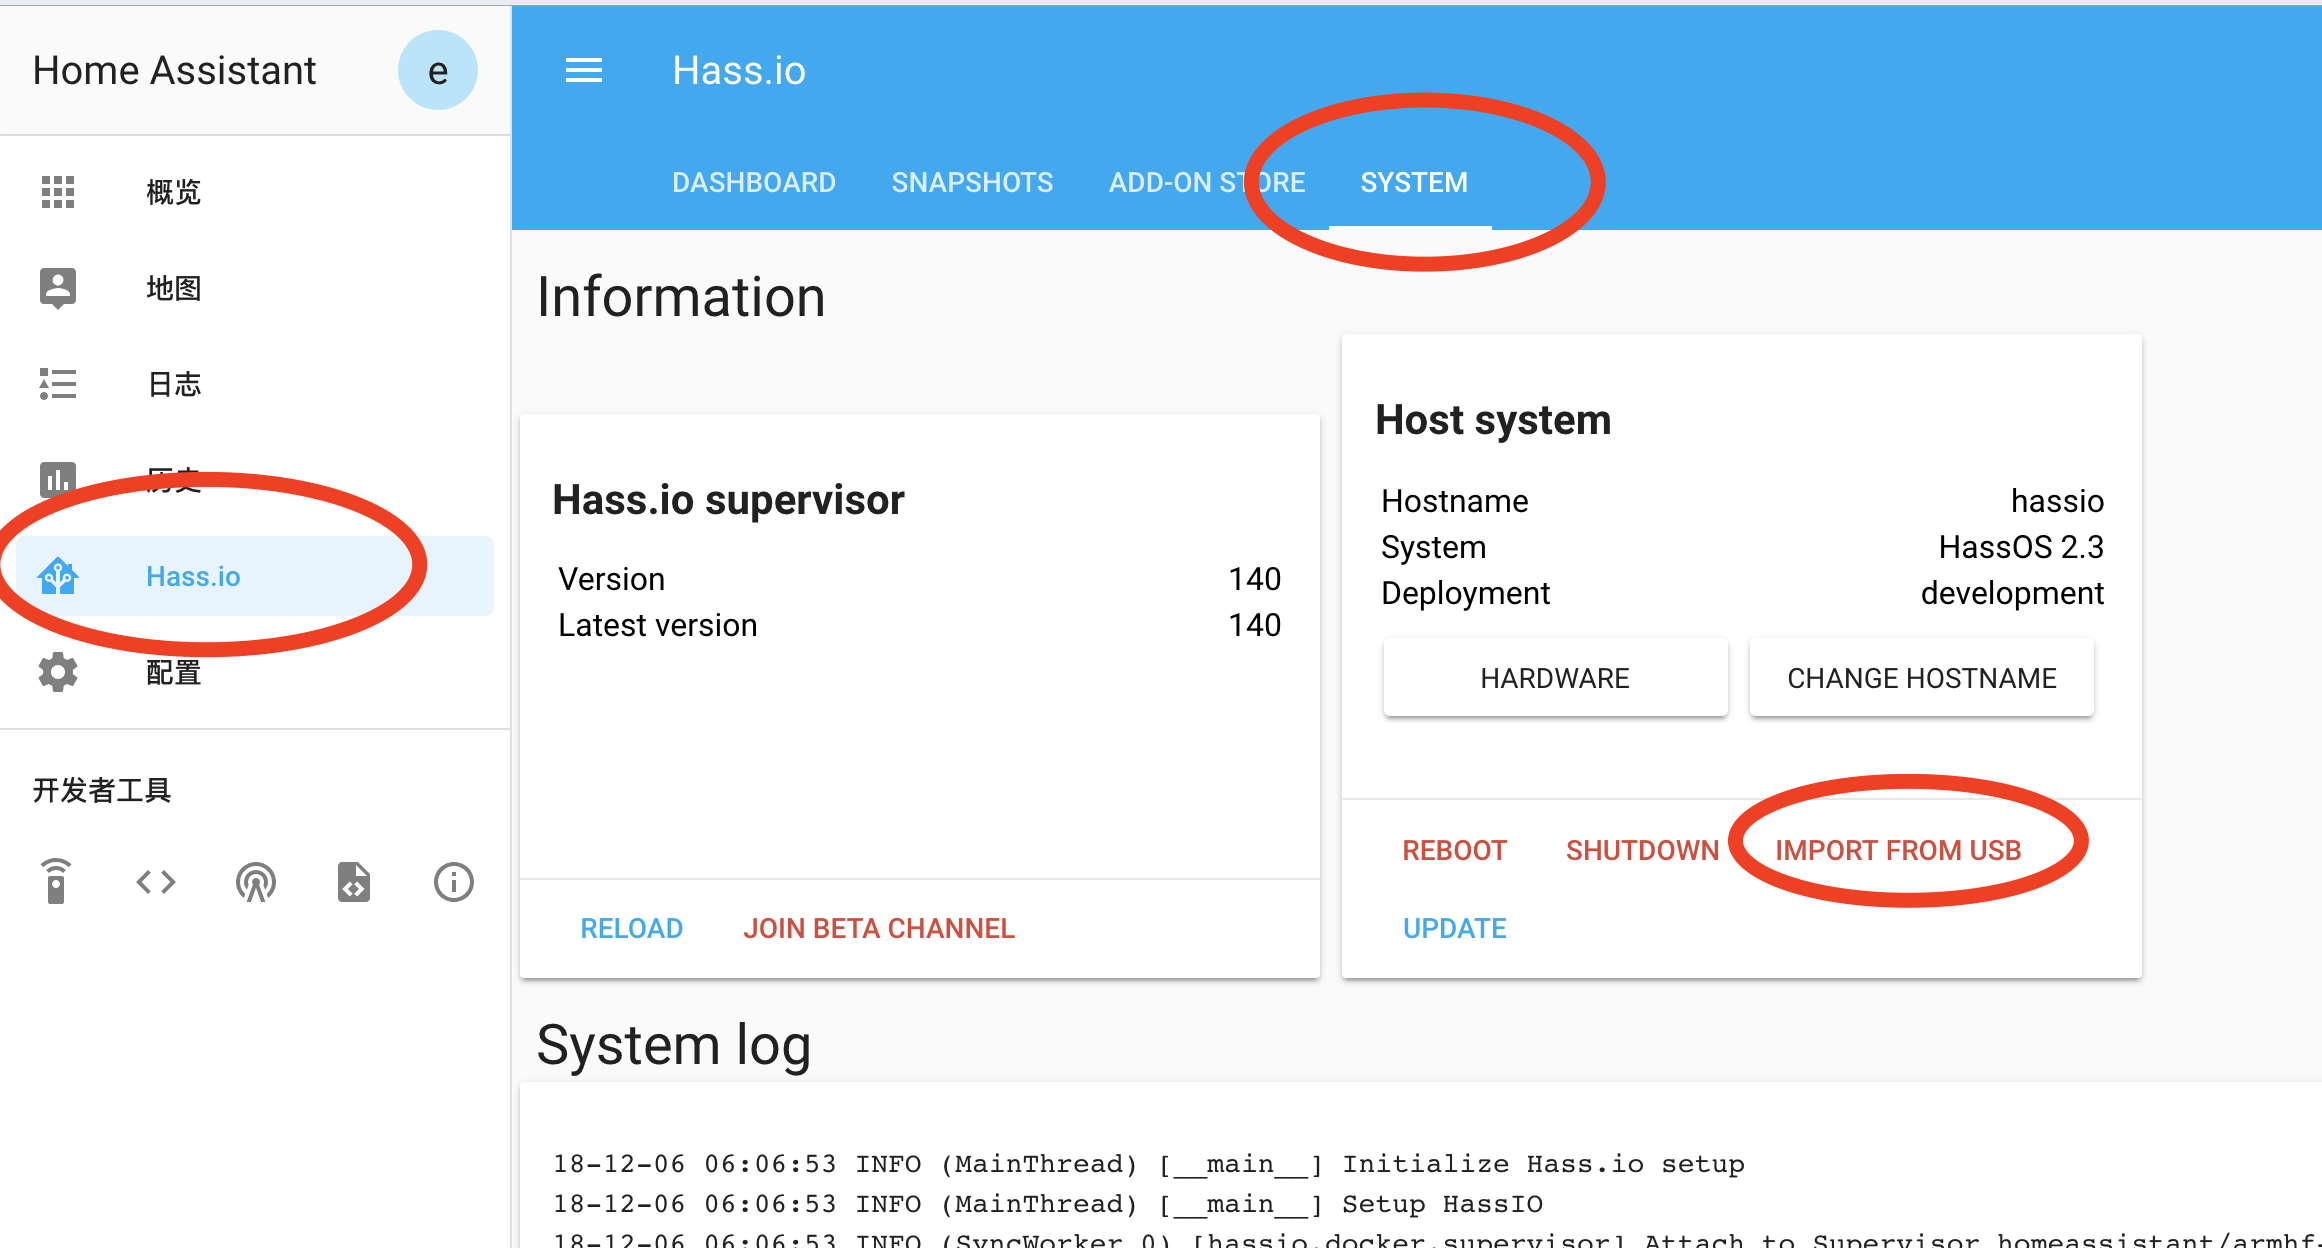 Home Assistant
e
概览
地图
日志
历史
Hass.io
配置
开发者工具
Hass.io
DASHBOARD
SNAPSHOTS
ADD-ON STORE
SYSTEM
Information
Hass.io supervisor
Version 140
Latest version 140
RELOAD
JOIN BETA CHANNEL
Host system
Hostname hassio
System HassOS 2.3
Deployment development
HARDWARE
CHANGE HOSTNAME
REBOOT
SHUTDOWN
IMPORT FROM USB
UPDATE
System log
18-12-06 06:06:53 INFO (MainThread) [__main__] Initialize Hass.io setup
18-12-06 06:06:53 INFO (MainThread) [__main__] Setup HassIO
18-12-06 06:06:53 INFO (SyncWorker_0) [hassio.docker.supervisor] Attach to Supervisor homeassistant/armhf-